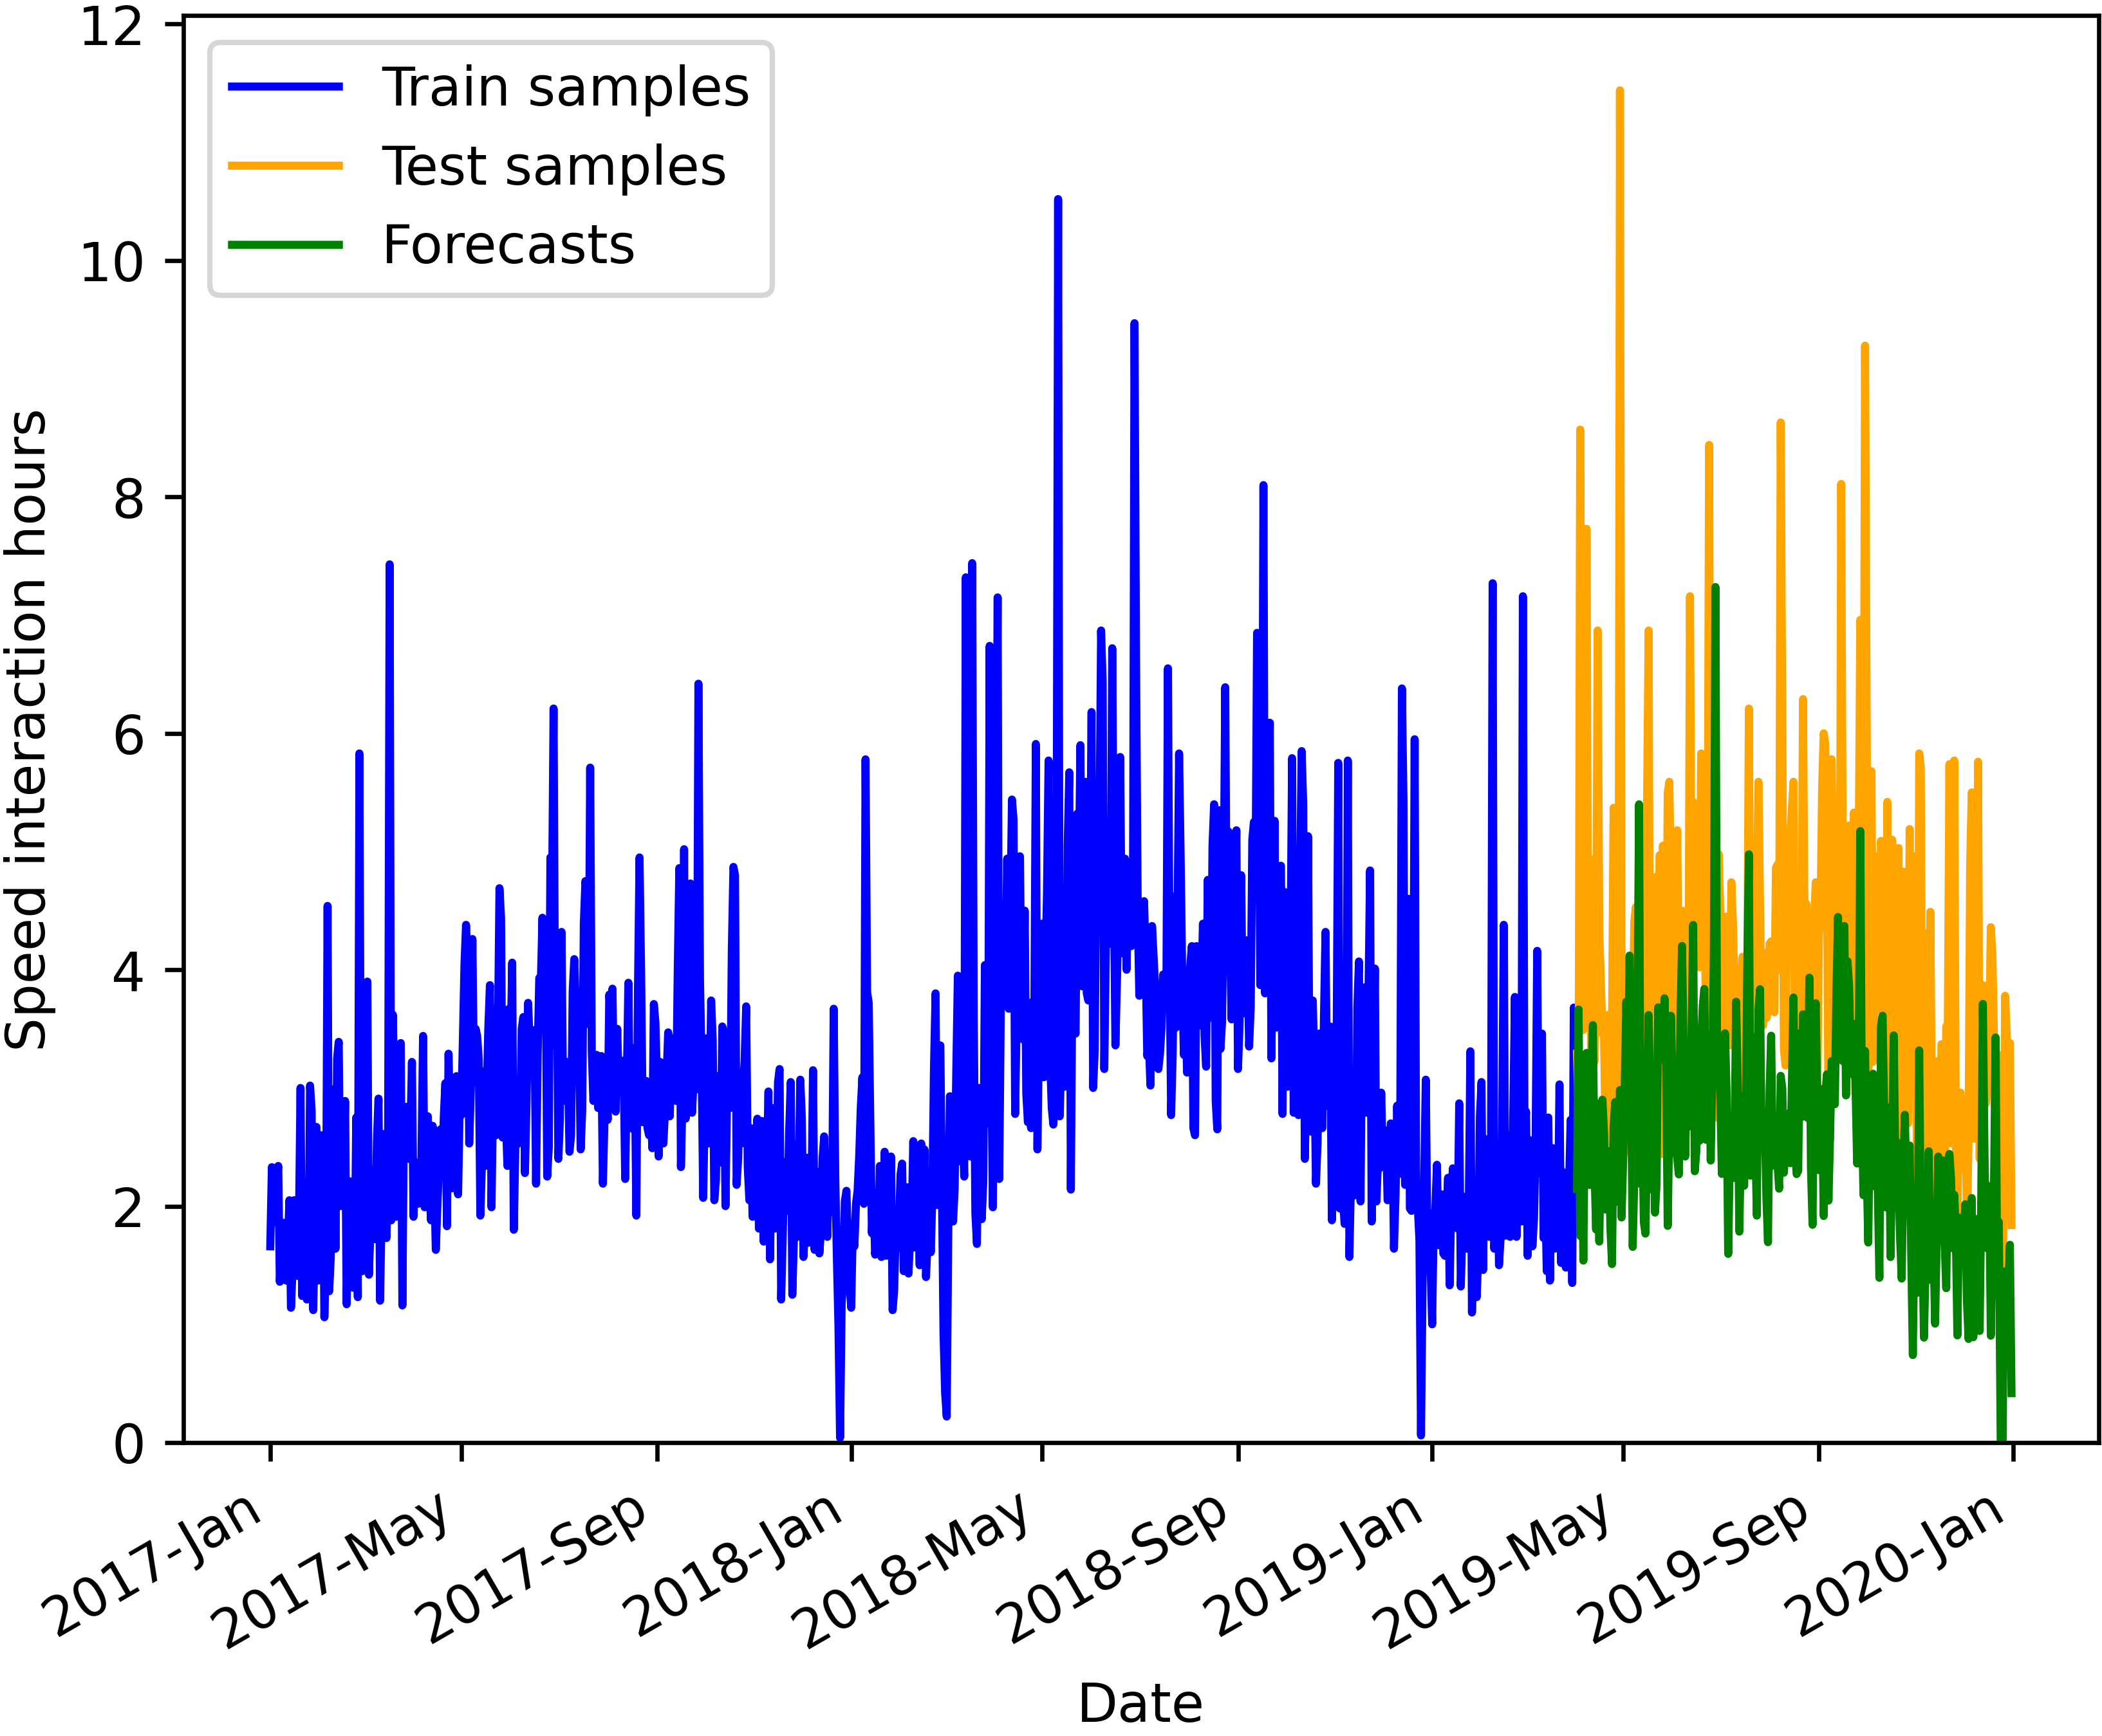 12
10
8
6
4
2
0
Speed interaction hours
Train samples
Test samples
Forecasts
2017-Jan
2017-May
2017-Sep
2018-Jan
2018-May
2018-Sep
2019-Jan
2019-May
2019-Sep
2020-Jan
Date